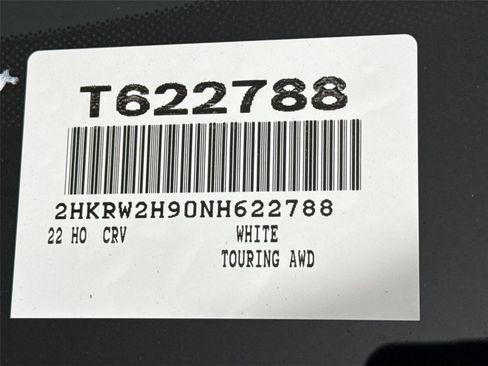 T622788
2HKRW2H90NH622788
22 HO CRV WHITE
TOURING AWD